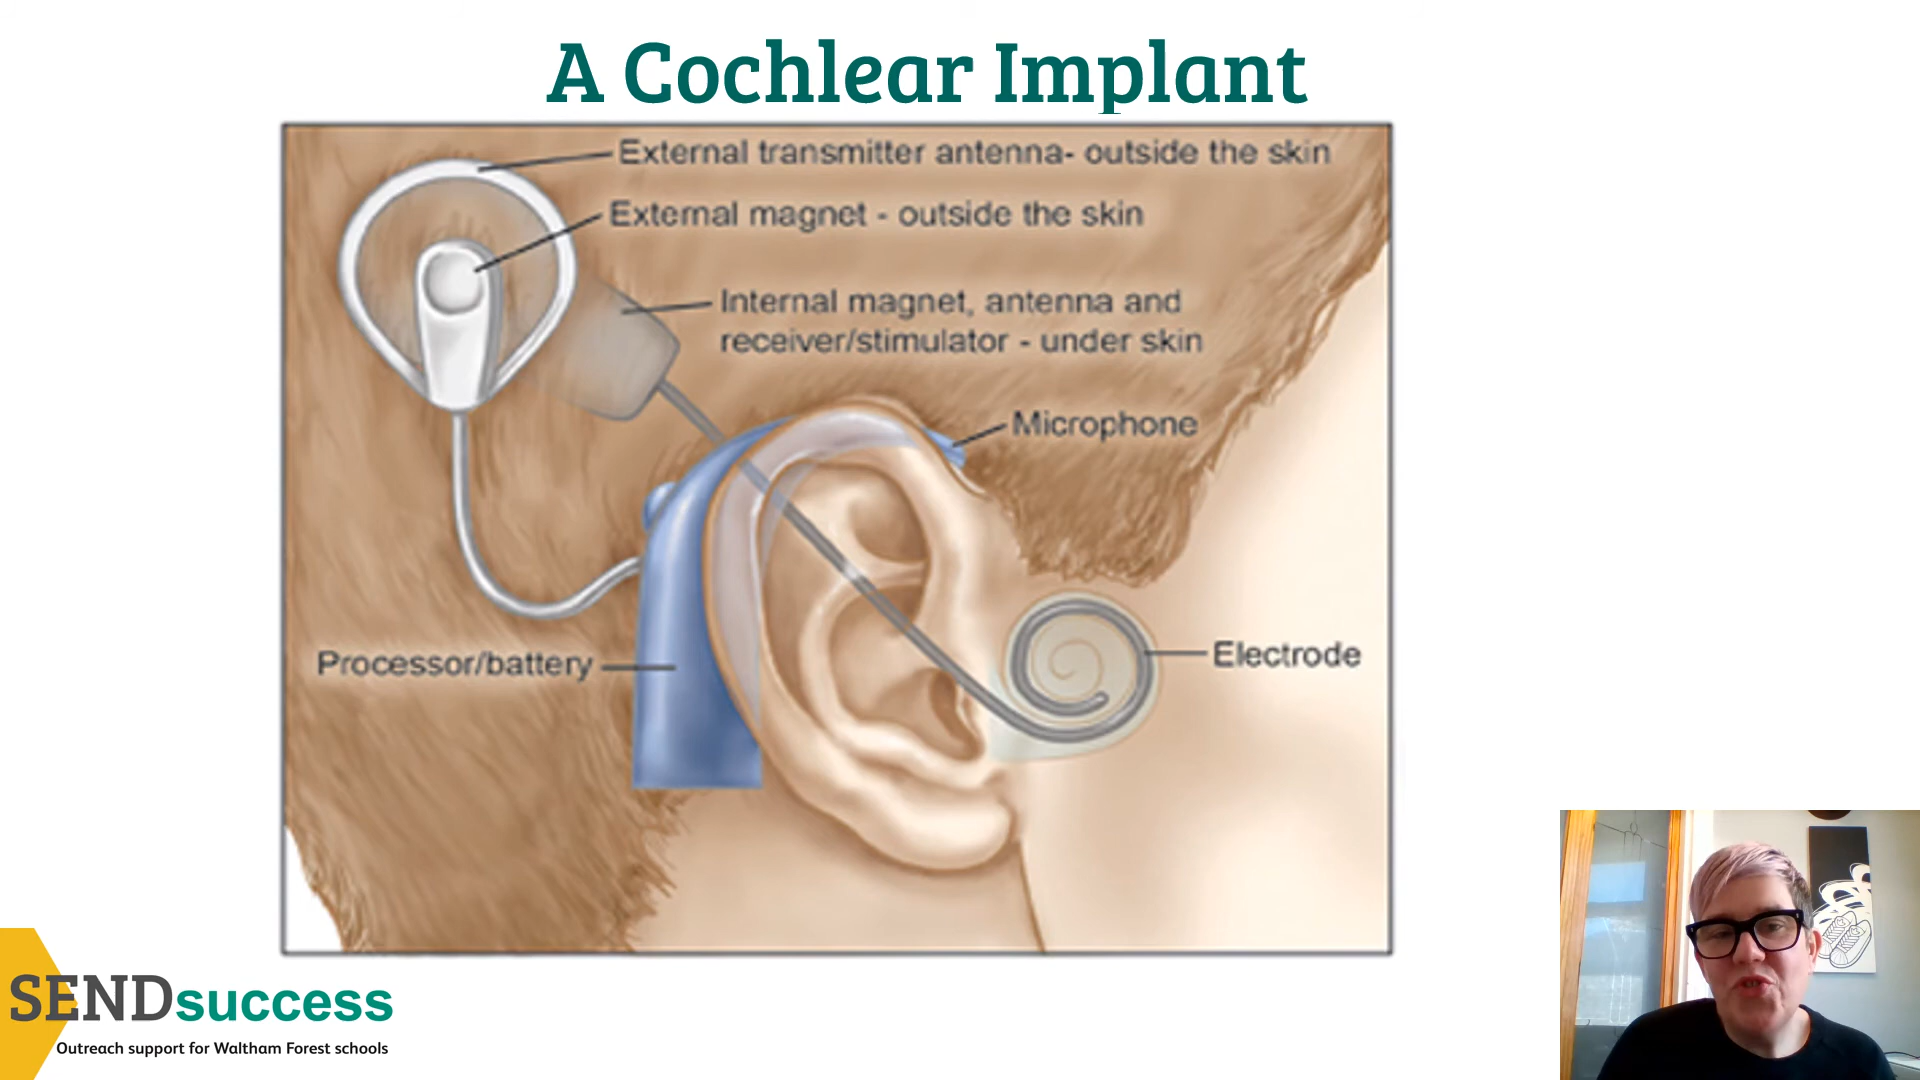 A Cochlear Implant
External transmitter antenna- outside the skin
External magnet - outside the skin
Internal magnet, antenna and
receiver/stimulator - under skin
Microphone
Processor/battery
Electrode
SENDsuccess
Outreach support for Waltham Forest schools